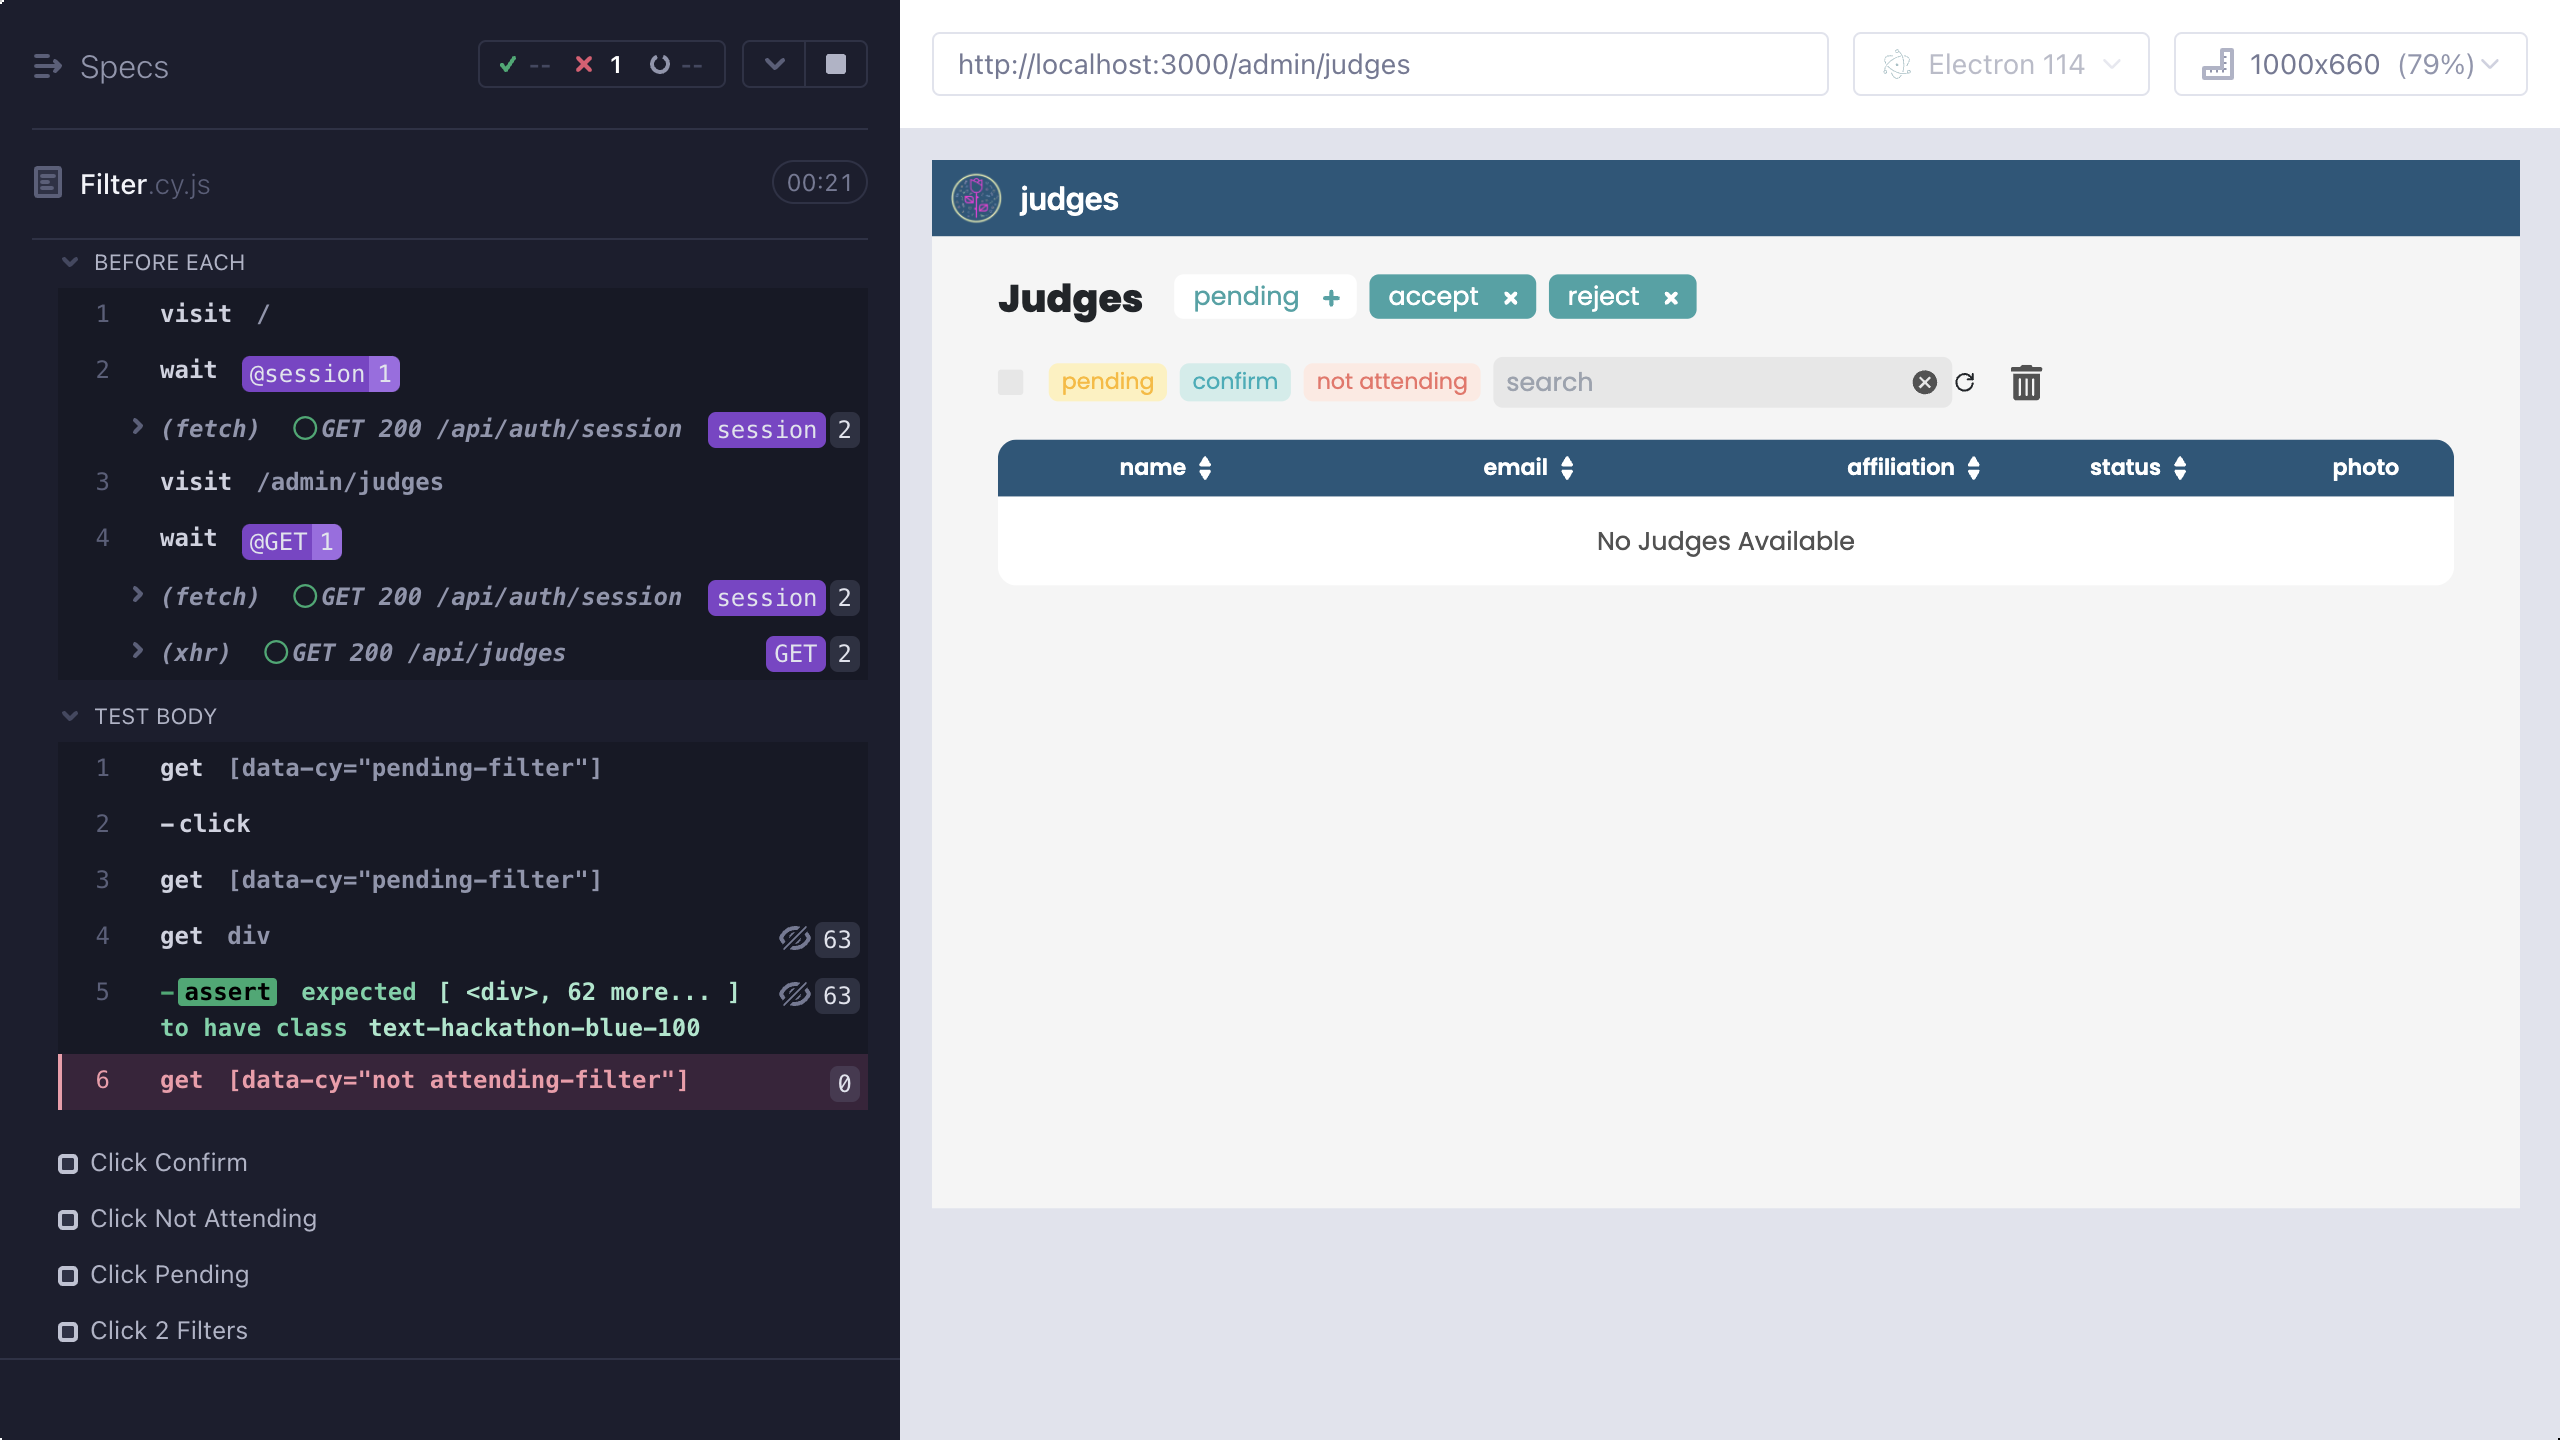 Specs
-- 1 --
Filter.cy.js
00:21
BEFORE EACH
1 visit /
2 wait @session 1
(fetch) GET 200 /api/auth/session session 2
3 visit /admin/judges
4 wait @GET 1
(fetch) GET 200 /api/auth/session session 2
(xhr) GET 200 /api/judges GET 2
TEST BODY
1 get [data-cy="pending-filter"]
2 -click
3 get [data-cy="pending-filter"]
4 get div 63
5 -assert expected [ <div>, 62 more... ] 63
to have class text-hackathon-blue-100
6 get [data-cy="not attending-filter"] 0
Click Confirm
Click Not Attending
Click Pending
Click 2 Filters
http://localhost:3000/admin/judges
Electron 114
1000x660 (79%)
judges
Judges pending + accept × reject ×
pending confirm not attending search
name email affiliation status photo
No Judges Available